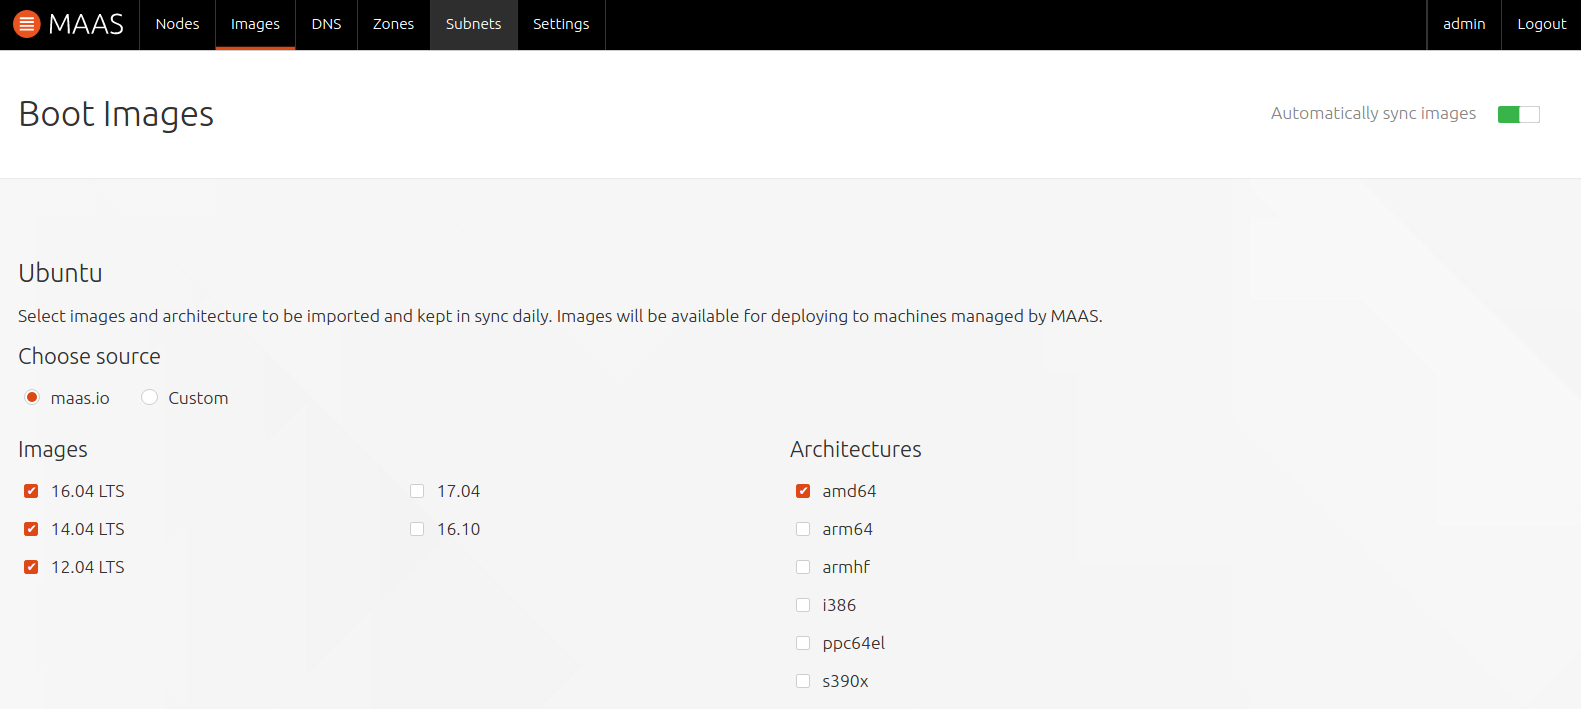 MAAS Nodes Images DNS Zones Subnets Settings admin Logout
Boot Images
Automatically sync images
Ubuntu
Select images and architecture to be imported and kept in sync daily. Images will be available for deploying to machines managed by MAAS.
Choose source
maas.io Custom
Images
16.04 LTS 17.04
14.04 LTS 16.10
12.04 LTS
Architectures
amd64
arm64
armhf
i386
ppc64el
s390x